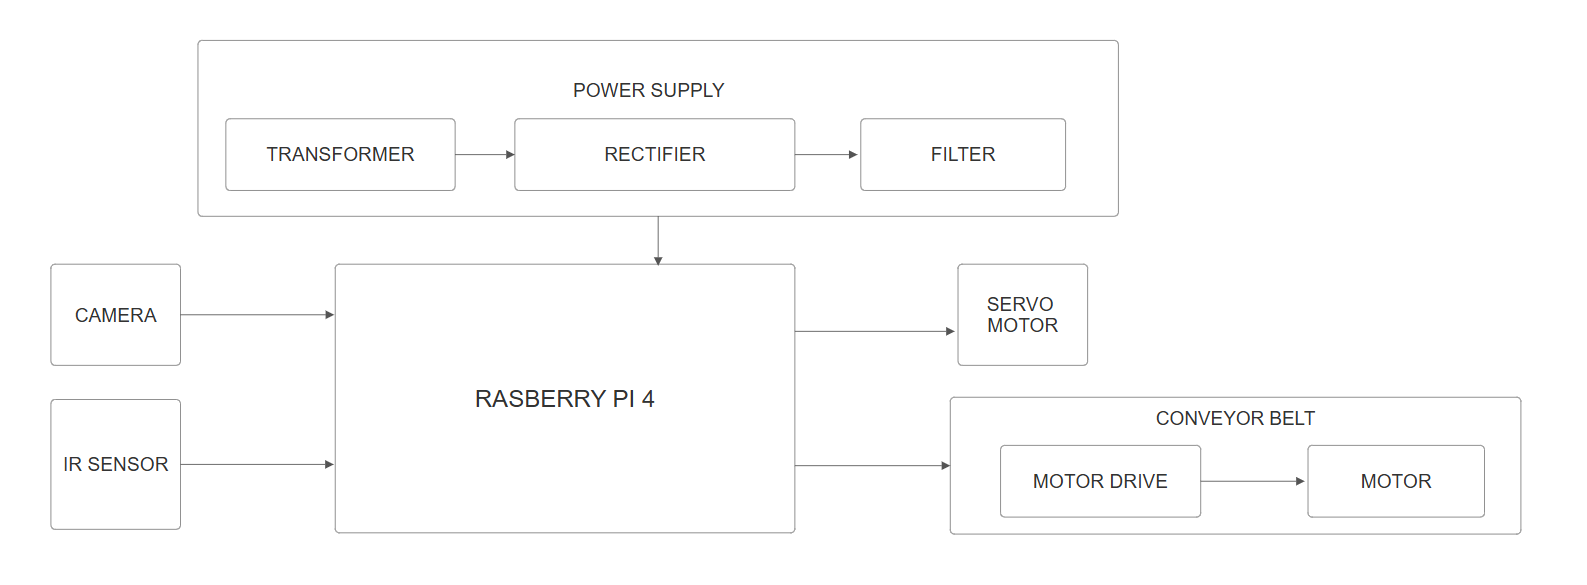 POWER SUPPLY
TRANSFORMER
RECTIFIER
FILTER
CAMERA
SERVO
MOTOR
RASBERRY PI 4
CONVEYOR BELT
IR SENSOR
MOTOR DRIVE
MOTOR